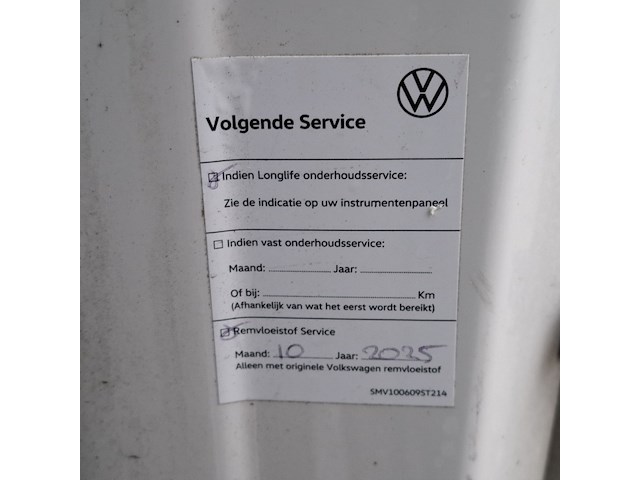 Volgende Service
☑ Indien Longlife onderhoudsservice:
Zie de indicatie op uw instrumentenpaneel
☐ Indien vast onderhoudsservice:
Maand: Jaar:
Of bij: Km
(Afhankelijk van wat het eerst wordt bereikt)
☑ Remvloeistof Service
Maand: 10 Jaar: 2025
Alleen met originele Volkswagen remvloeistof
SMV100609ST214